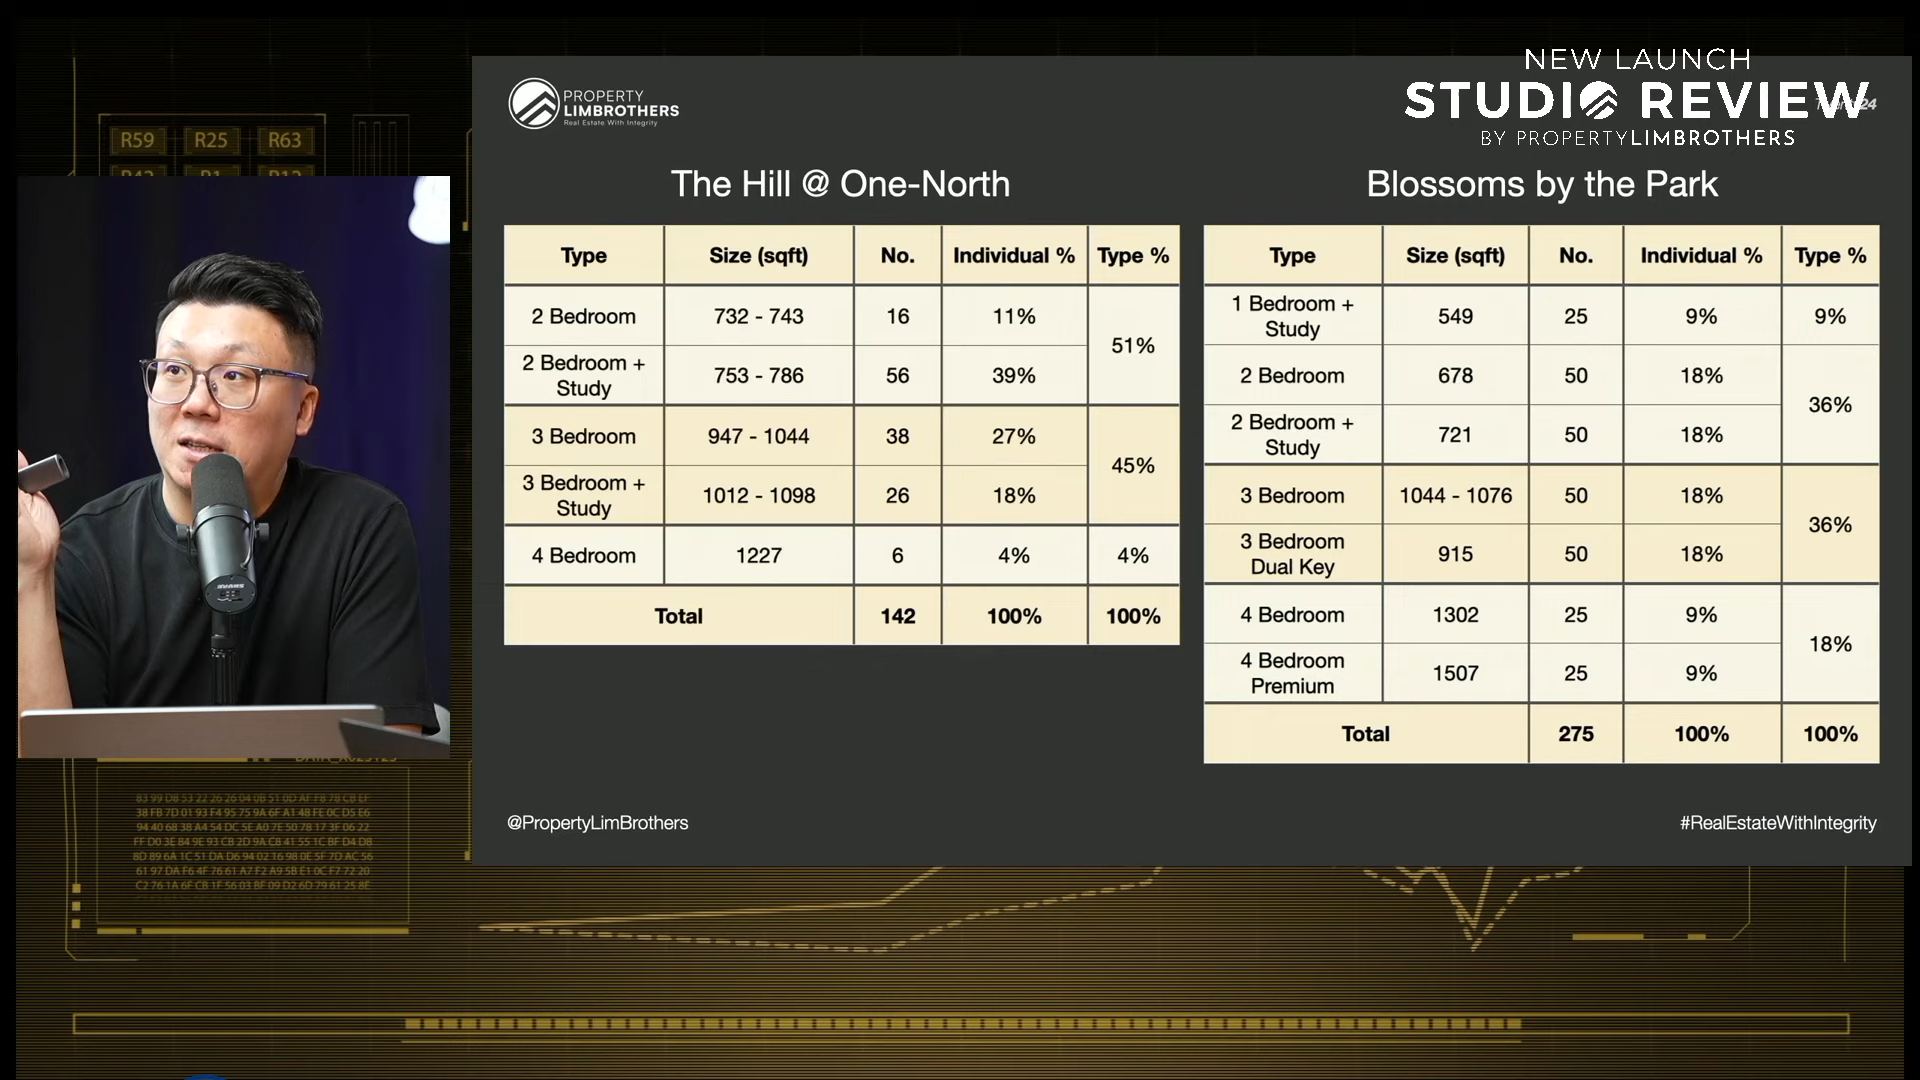 NEW LAUNCH
STUDIO REVIEW
BY PROPERTYLIMBROTHERS
PROPERTY
LIMBROTHERS
Real Estate With Integrity
R59 R25 R63
The Hill @ One-North
Type Size (sqft) No. Individual % Type %
2 Bedroom 732 - 743 16 11% 51%
2 Bedroom +
Study 753 - 786 56 39%
3 Bedroom 947 - 1044 38 27% 45%
3 Bedroom +
Study 1012 - 1098 26 18%
4 Bedroom 1227 6 4% 4%
Total 142 100% 100%
Blossoms by the Park
Type Size (sqft) No. Individual % Type %
1 Bedroom +
Study 549 25 9% 9%
2 Bedroom 678 50 18% 36%
2 Bedroom +
Study 721 50 18%
3 Bedroom 1044 - 1076 50 18% 36%
3 Bedroom
Dual Key 915 50 18%
4 Bedroom 1302 25 9% 18%
4 Bedroom
Premium 1507 25 9%
Total 275 100% 100%
@PropertyLimBrothers
#RealEstateWithIntegrity